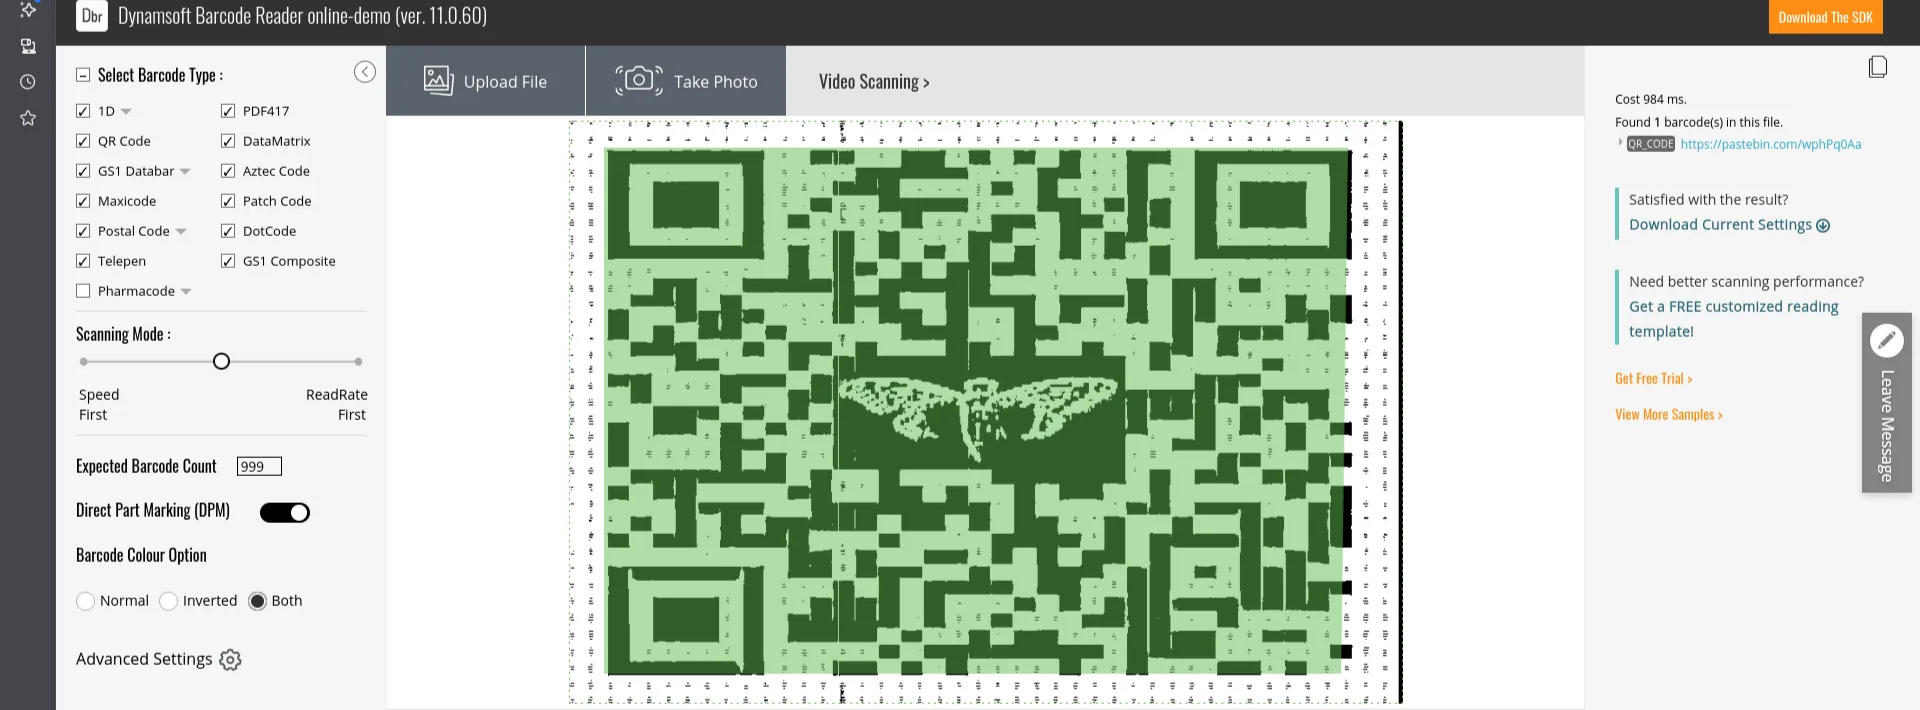 Dbr Dynamsoft Barcode Reader online-demo (ver. 11.0.60)
Download The SDK
Select Barcode Type :
1D
PDF417
QR Code
DataMatrix
GS1 Databar
Aztec Code
Maxicode
Patch Code
Postal Code
DotCode
Telepen
GS1 Composite
Pharmacode
Scanning Mode :
Speed First
ReadRate First
Expected Barcode Count 999
Direct Part Marking (DPM)
Barcode Colour Option
Normal
Inverted
Both
Advanced Settings
Upload File
Take Photo
Video Scanning >
Cost 984 ms.
Found 1 barcode(s) in this file.
QR_CODE https://pastebin.com/wphPq0Aa
Satisfied with the result?
Download Current Settings
Need better scanning performance?
Get a FREE customized reading
template!
Get Free Trial >
View More Samples >
Leave Message